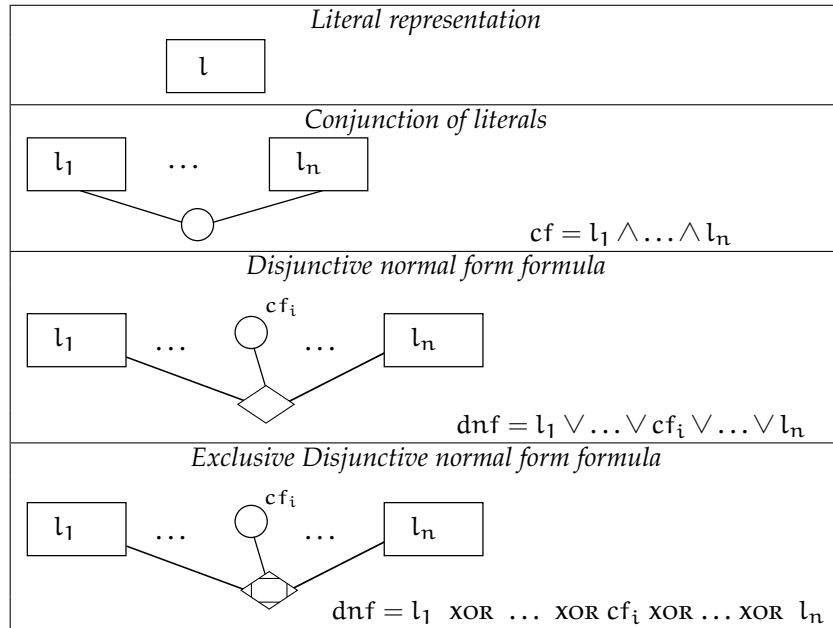 Literal representation
l
Conjunction of literals
l₁ … lₙ
cf = l₁ ∧ … ∧ lₙ
Disjunctive normal form formula
cfᵢ
l₁ … … lₙ
dnf = l₁ ∨ … ∨ cfᵢ ∨ … ∨ lₙ
Exclusive Disjunctive normal form formula
cfᵢ
l₁ … … lₙ
dnf = l₁ XOR … XOR cfᵢ XOR … XOR lₙ